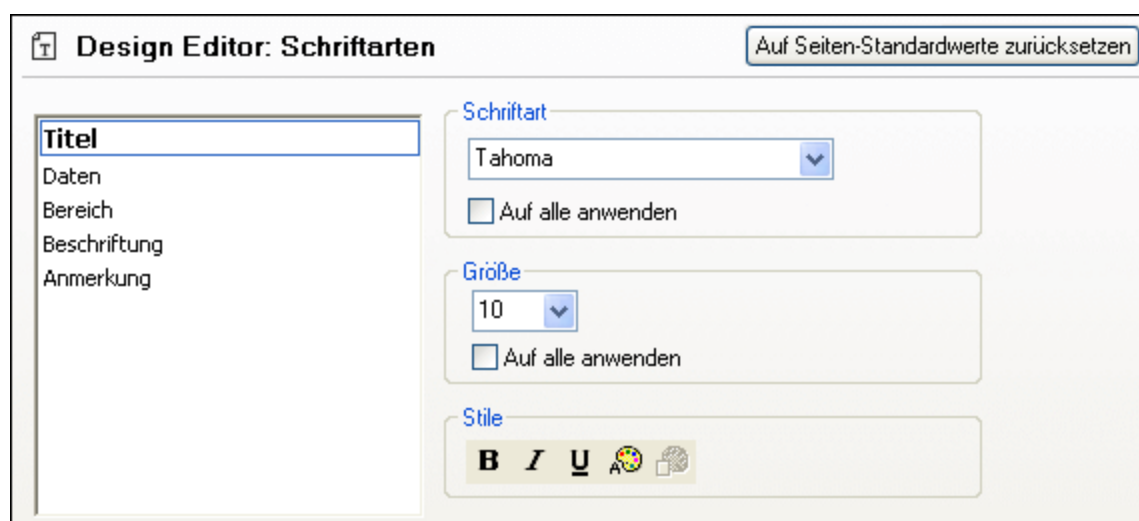 Design Editor: Schriftarten
Auf Seiten-Standardwerte zurücksetzen
Titel
Daten
Bereich
Beschriftung
Anmerkung
Schriftart
Tahoma
Auf alle anwenden
Größe
10
Auf alle anwenden
Stile
B I U A